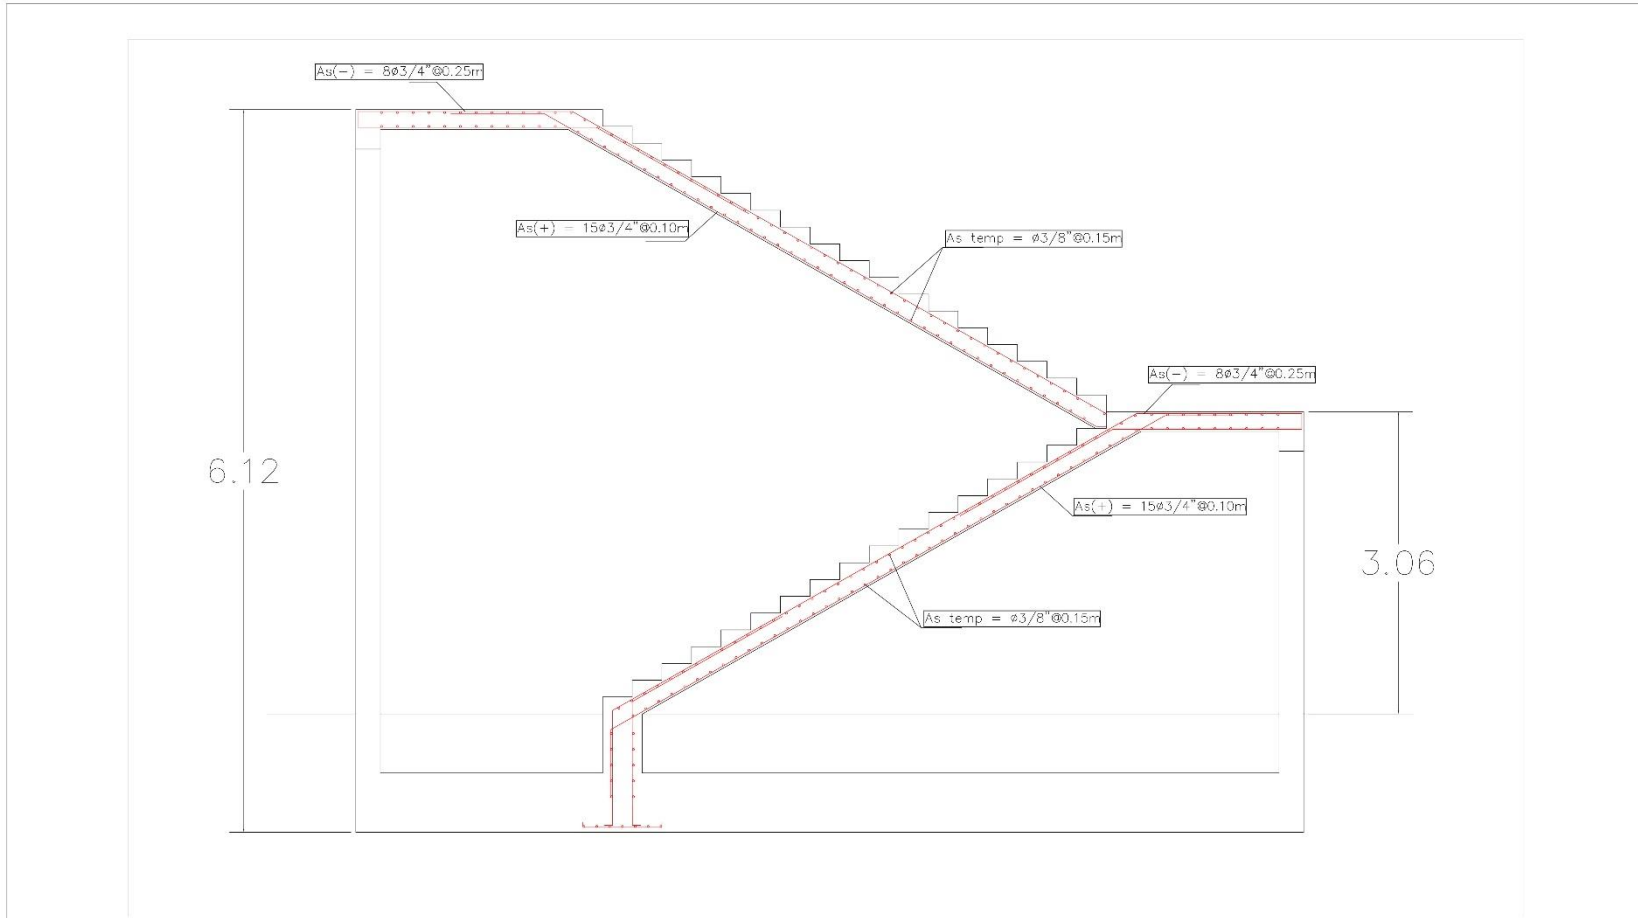 As(-) = 8ø3/4"@0.25m
As(+) = 15ø3/4"@0.10m
As temp = ø3/8"@0.15m
As(-) = 8ø3/4"@0.25m
6.12
As(+) = 15ø3/4"@0.10m
3.06
As temp = ø3/8"@0.15m